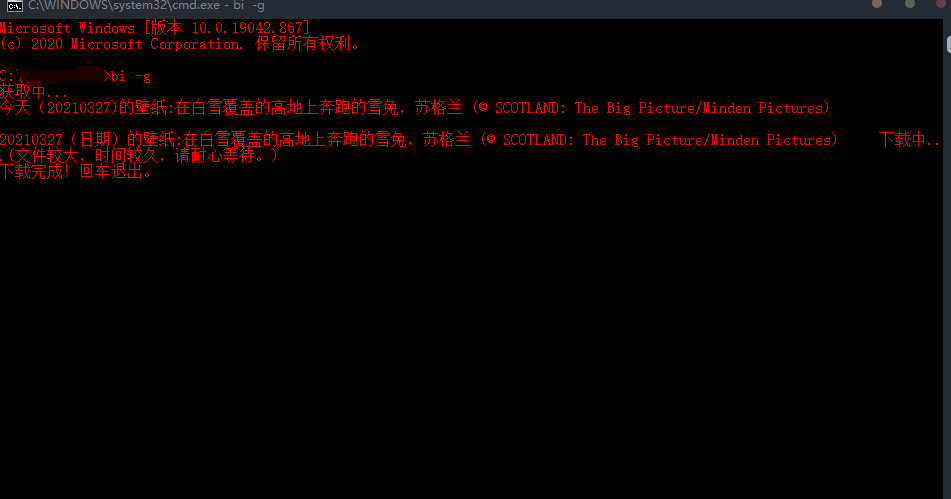 C:\WINDOWS\system32\cmd.exe - bi -g
Microsoft Windows [版本 10.0.19042.867]
(c) 2020 Microsoft Corporation. 保留所有权利。
C:\>bi -g
获取中...
今天（20210327)的壁纸:在白雪覆盖的高地上奔跑的雪兔，苏格兰 (© SCOTLAND: The Big Picture/Minden Pictures)
20210327（日期）的壁纸:在白雪覆盖的高地上奔跑的雪兔，苏格兰 (© SCOTLAND: The Big Picture/Minden Pictures) 下载中..
.(文件较大，时间较久，请耐心等待。)
下载完成! 回车退出。